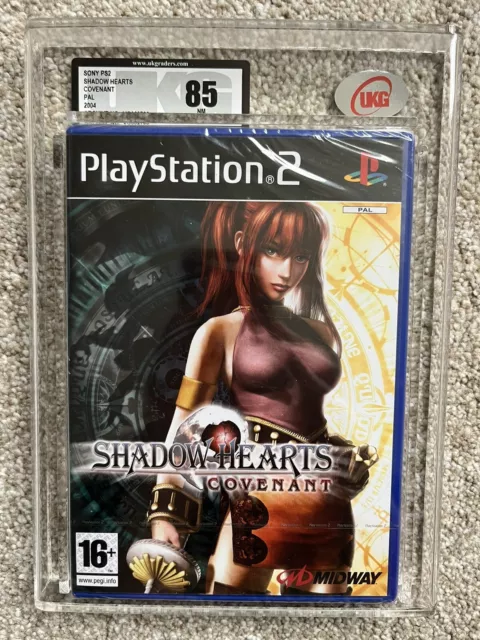 www.ukgraders.com
SONY PS2
SHADOW HEARTS
COVENANT
PAL
2004
UKG
85
NM
UKG
PlayStation®2
PAL
SHADOW HEARTS
COVENANT
16+
www.pegi.info
MIDWAY